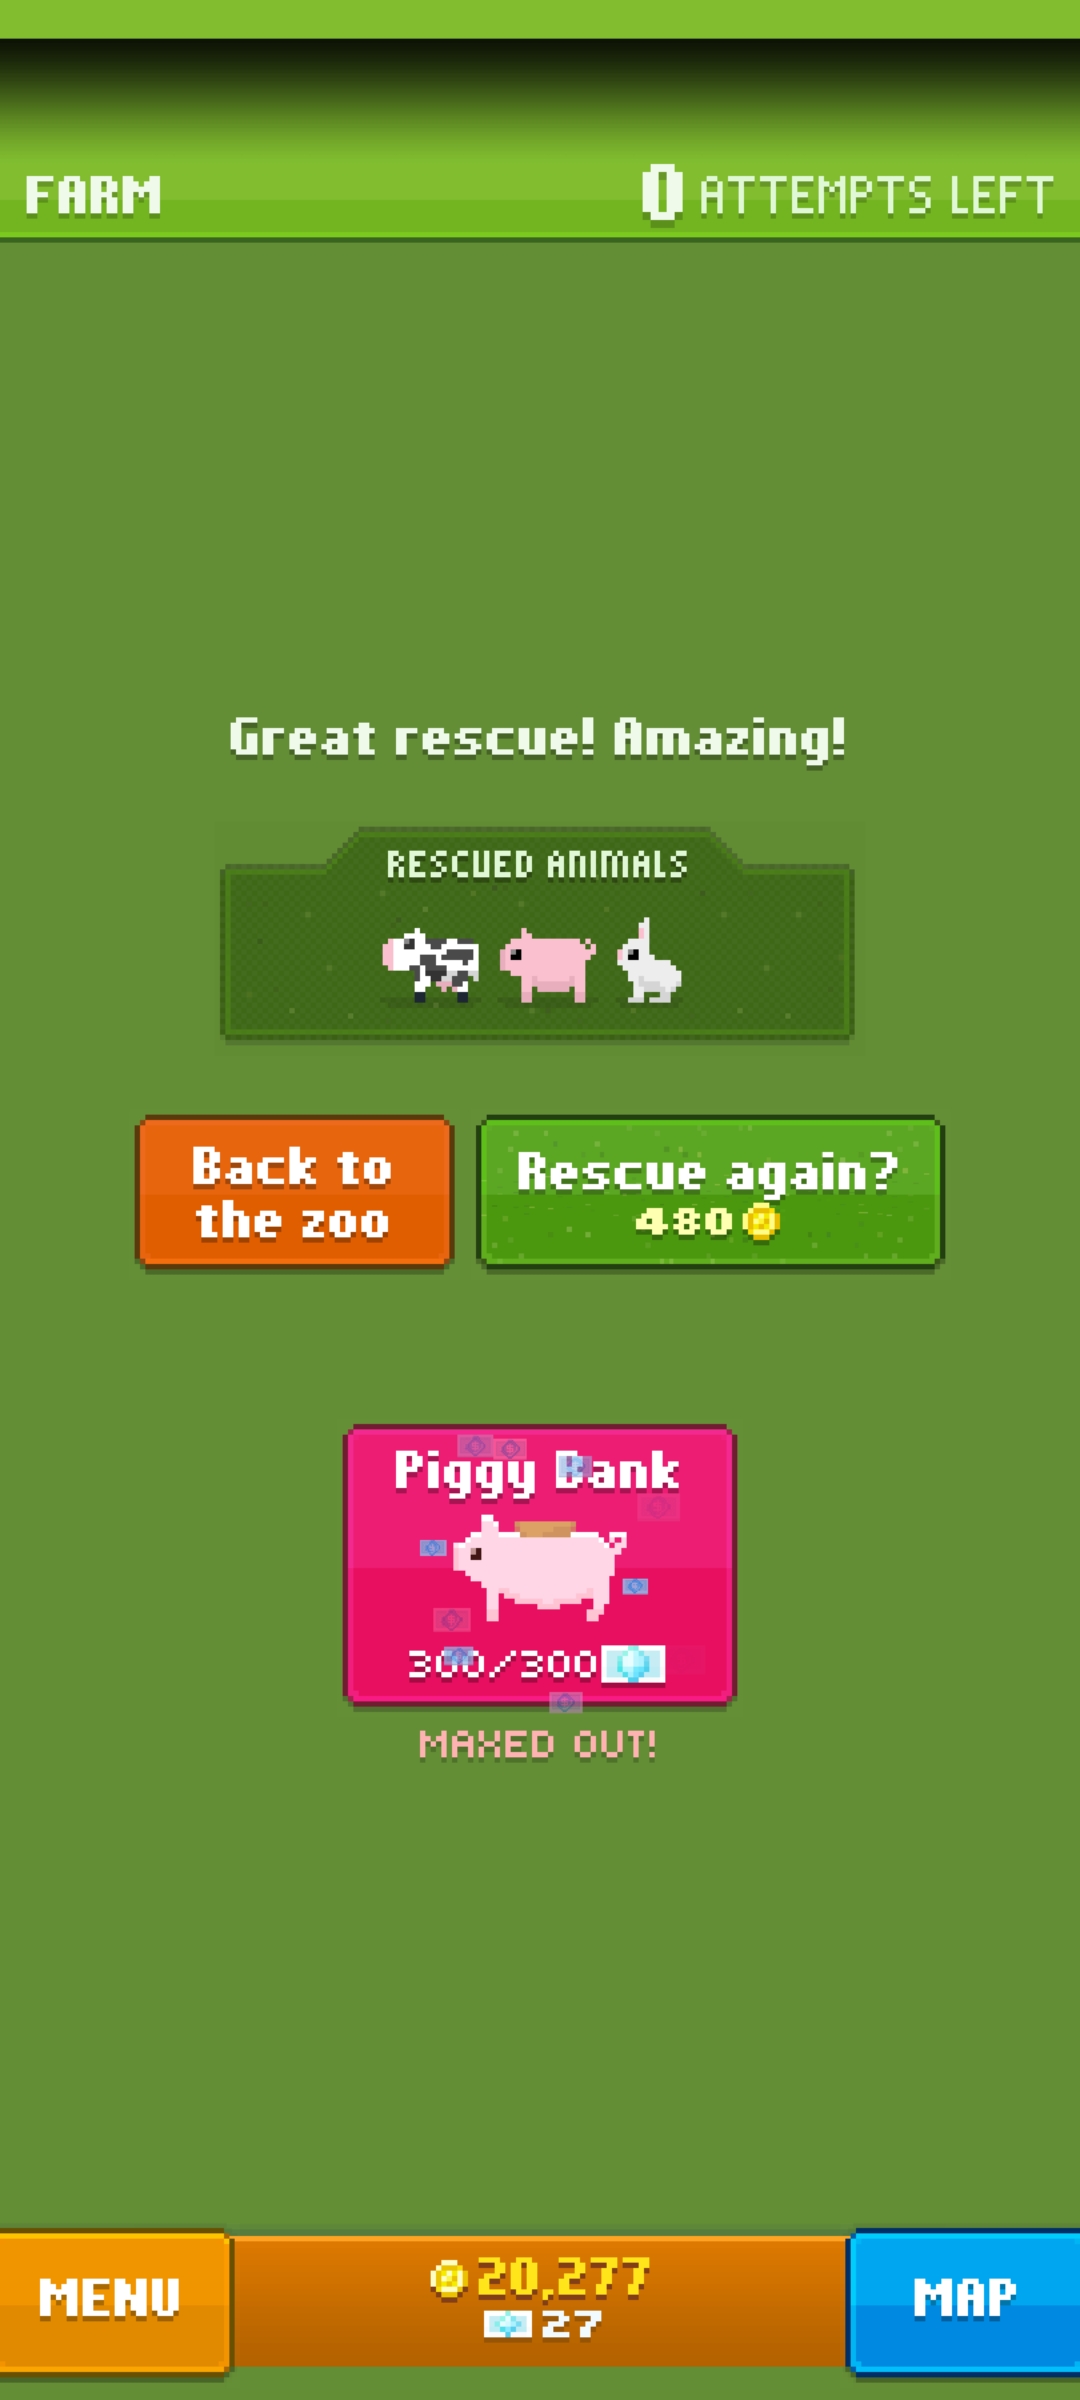 FARM
0 ATTEMPTS LEFT
Great rescue! Amazing!
RESCUED ANIMALS
Back to
the zoo
Rescue again?
480
Piggy Bank
300/300
MAXED OUT!
MENU
20,277
27
MAP